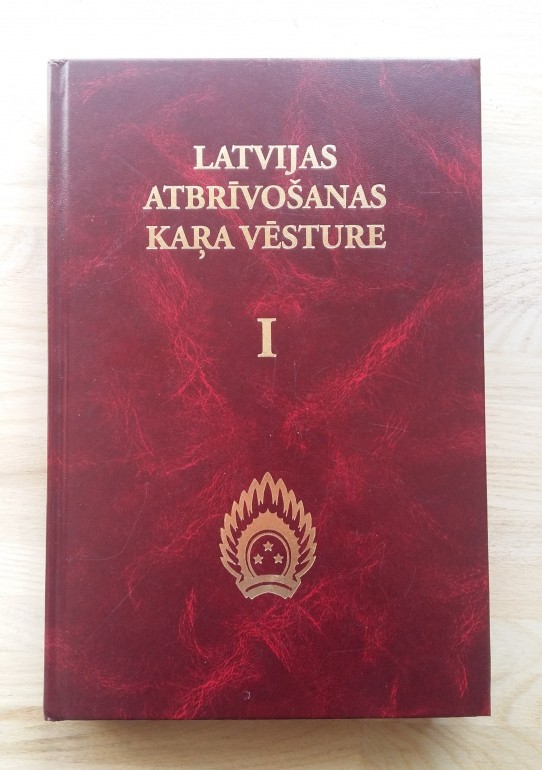 LATVIJAS
ATBRĪVOŠANAS
KAŖA VĒSTURE
I